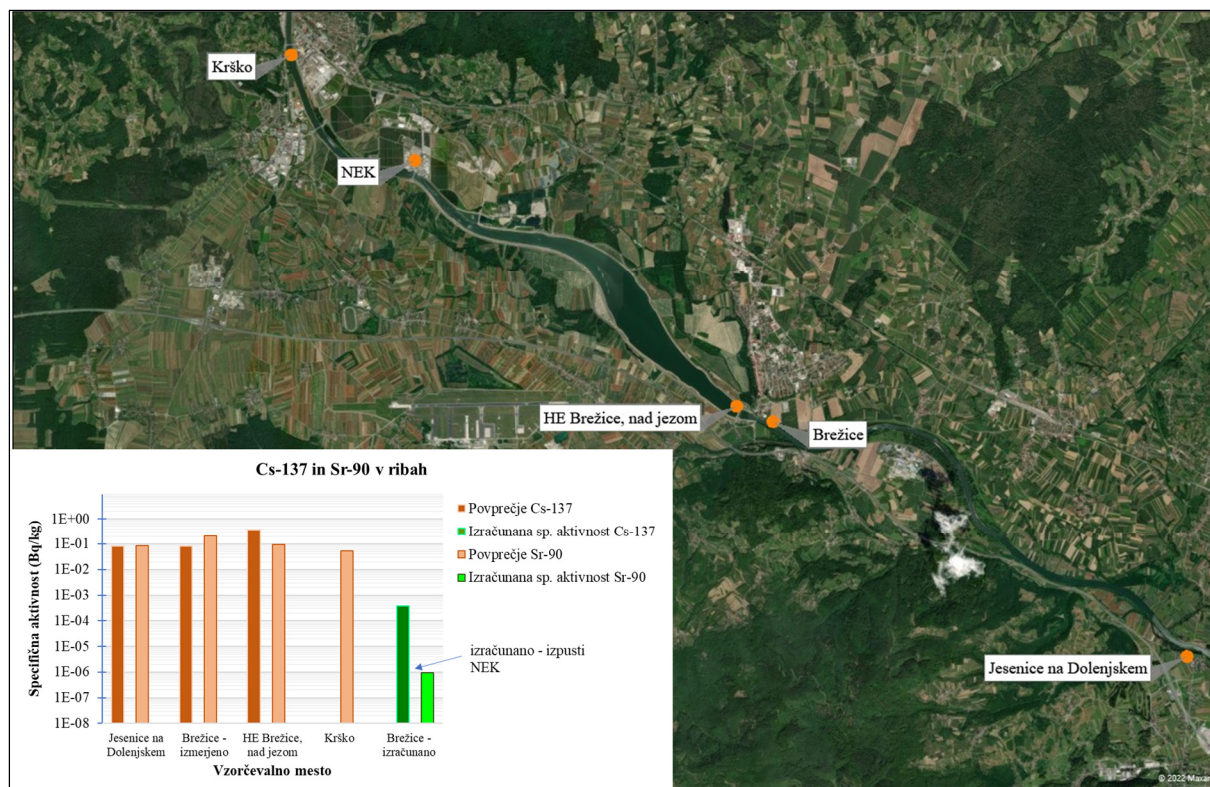 Krško
NEK
HE Brežice, nad jezom
Brežice
Jesenice na Dolenjskem
© 2022 Maxar
Cs-137 in Sr-90 v ribah
Specifična aktivnost (Bq/kg)
1E+00
1E-01
1E-02
1E-03
1E-04
1E-05
1E-06
1E-07
1E-08
Jesenice na
Dolenjskem
Brežice -
izmerjeno
HE Brežice,
nad jezom
Krško
Brežice -
izračunano
Vzorčevalno mesto
Povprečje Cs-137
Izračunana sp. aktivnost Cs-137
Povprečje Sr-90
Izračunana sp. aktivnost Sr-90
izračunano - izpusti
NEK